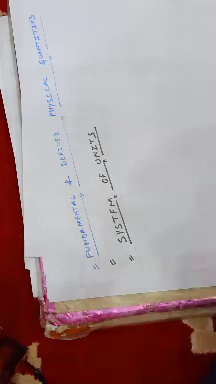 = FUNDAMENTAL & DERIVED PHYSICAL QUANTITIES
= SYSTEM OF UNITS
=